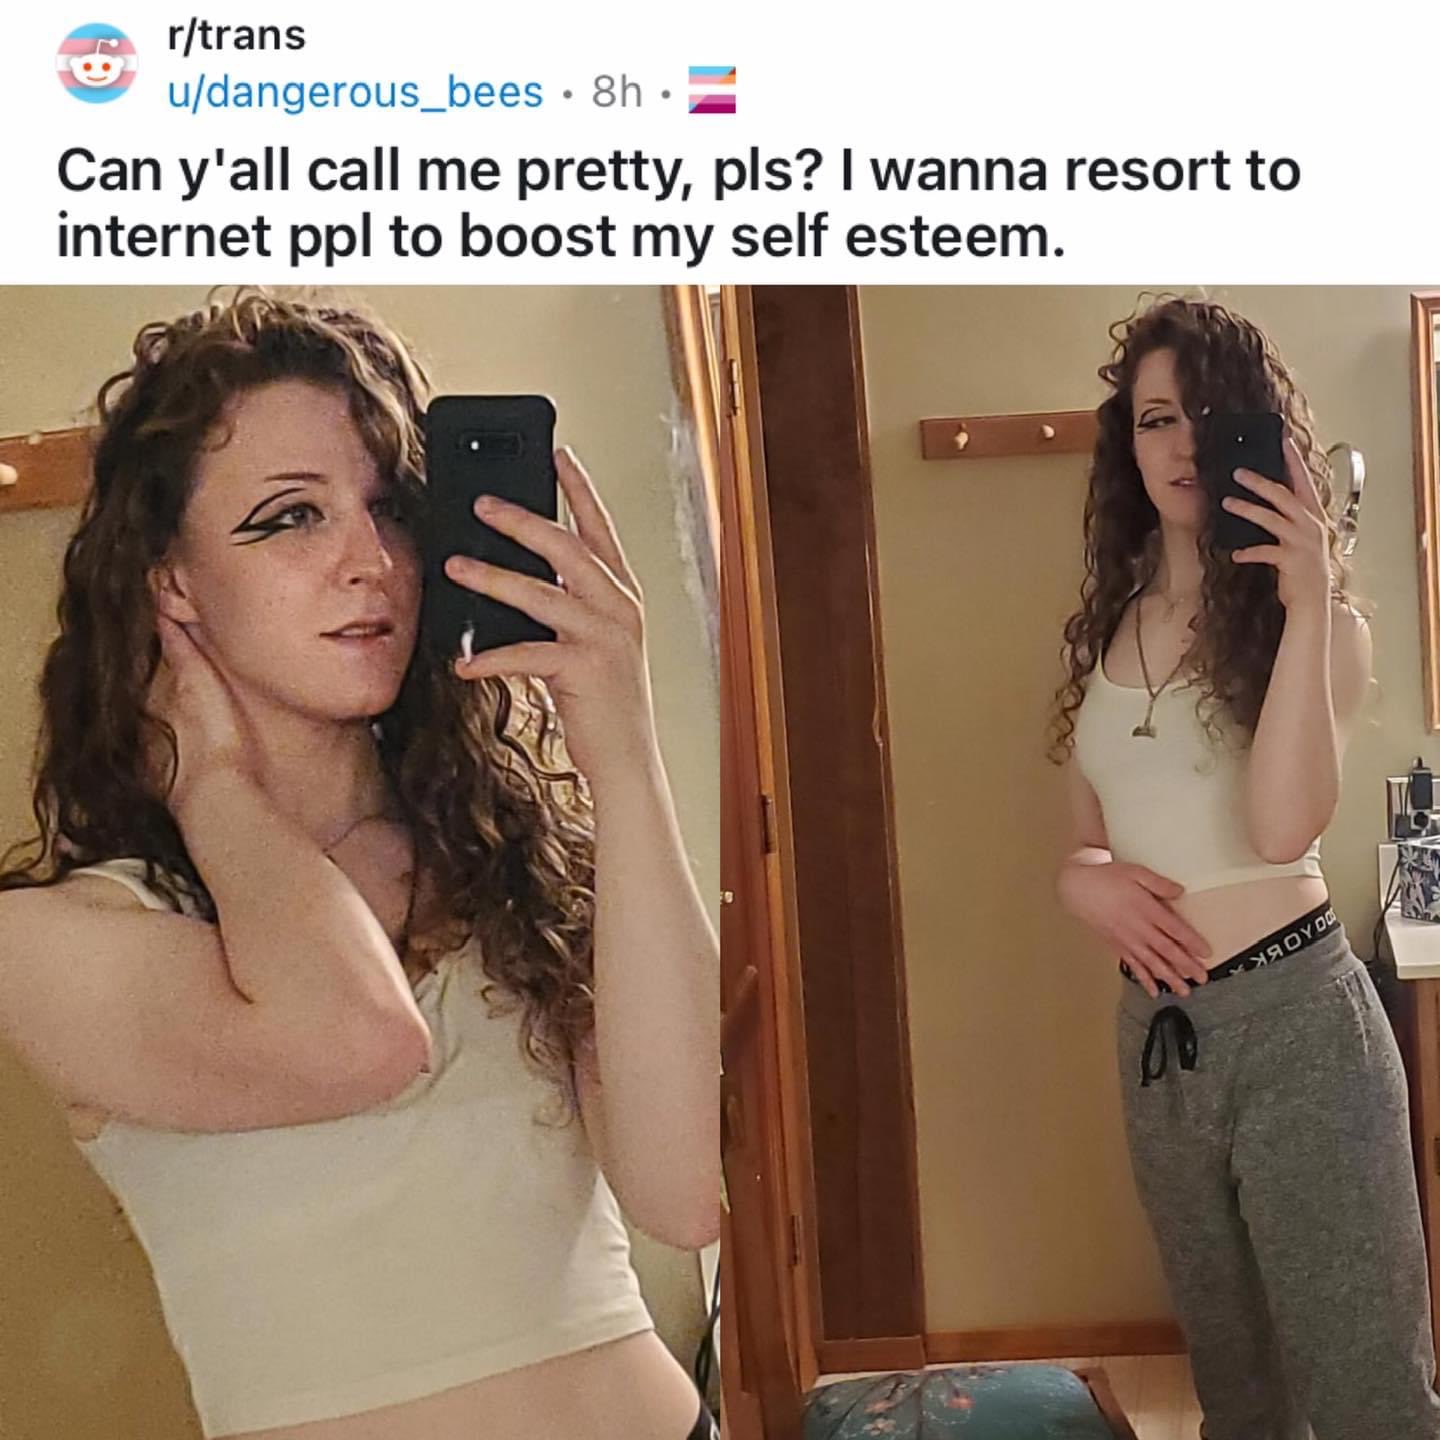 r/trans
u/dangerous_bees • 8h •
Can y'all call me pretty, pls? I wanna resort to
internet ppl to boost my self esteem.